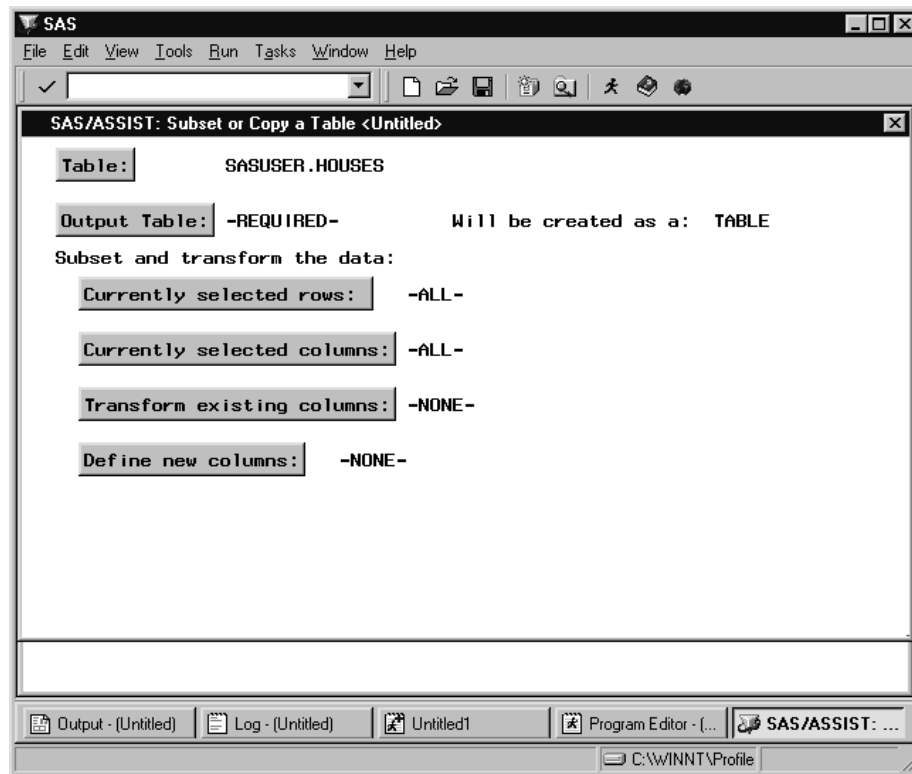 SAS
File Edit View Tools Run Tasks Window Help
SAS/ASSIST: Subset or Copy a Table <Untitled>
Table: SASUSER.HOUSES
Output Table: -REQUIRED- Will be created as a: TABLE
Subset and transform the data:
Currently selected rows: -ALL-
Currently selected columns: -ALL-
Transform existing columns: -NONE-
Define new columns: -NONE-
Output - (Untitled) Log - (Untitled) Untitled1 Program Editor - (... SAS/ASSIST: ...
C:\WINNT\Profile